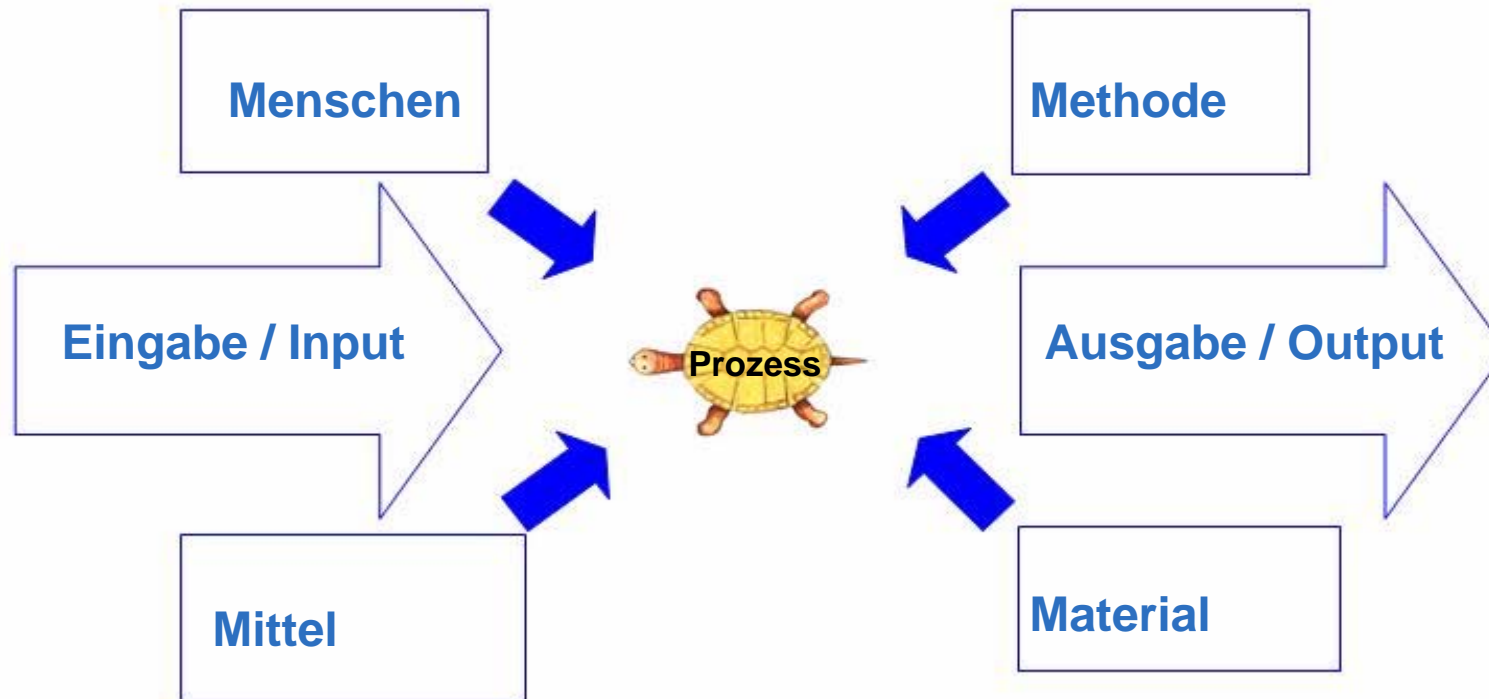 Menschen
Methode
Eingabe / Input
Prozess
Ausgabe / Output
Mittel
Material